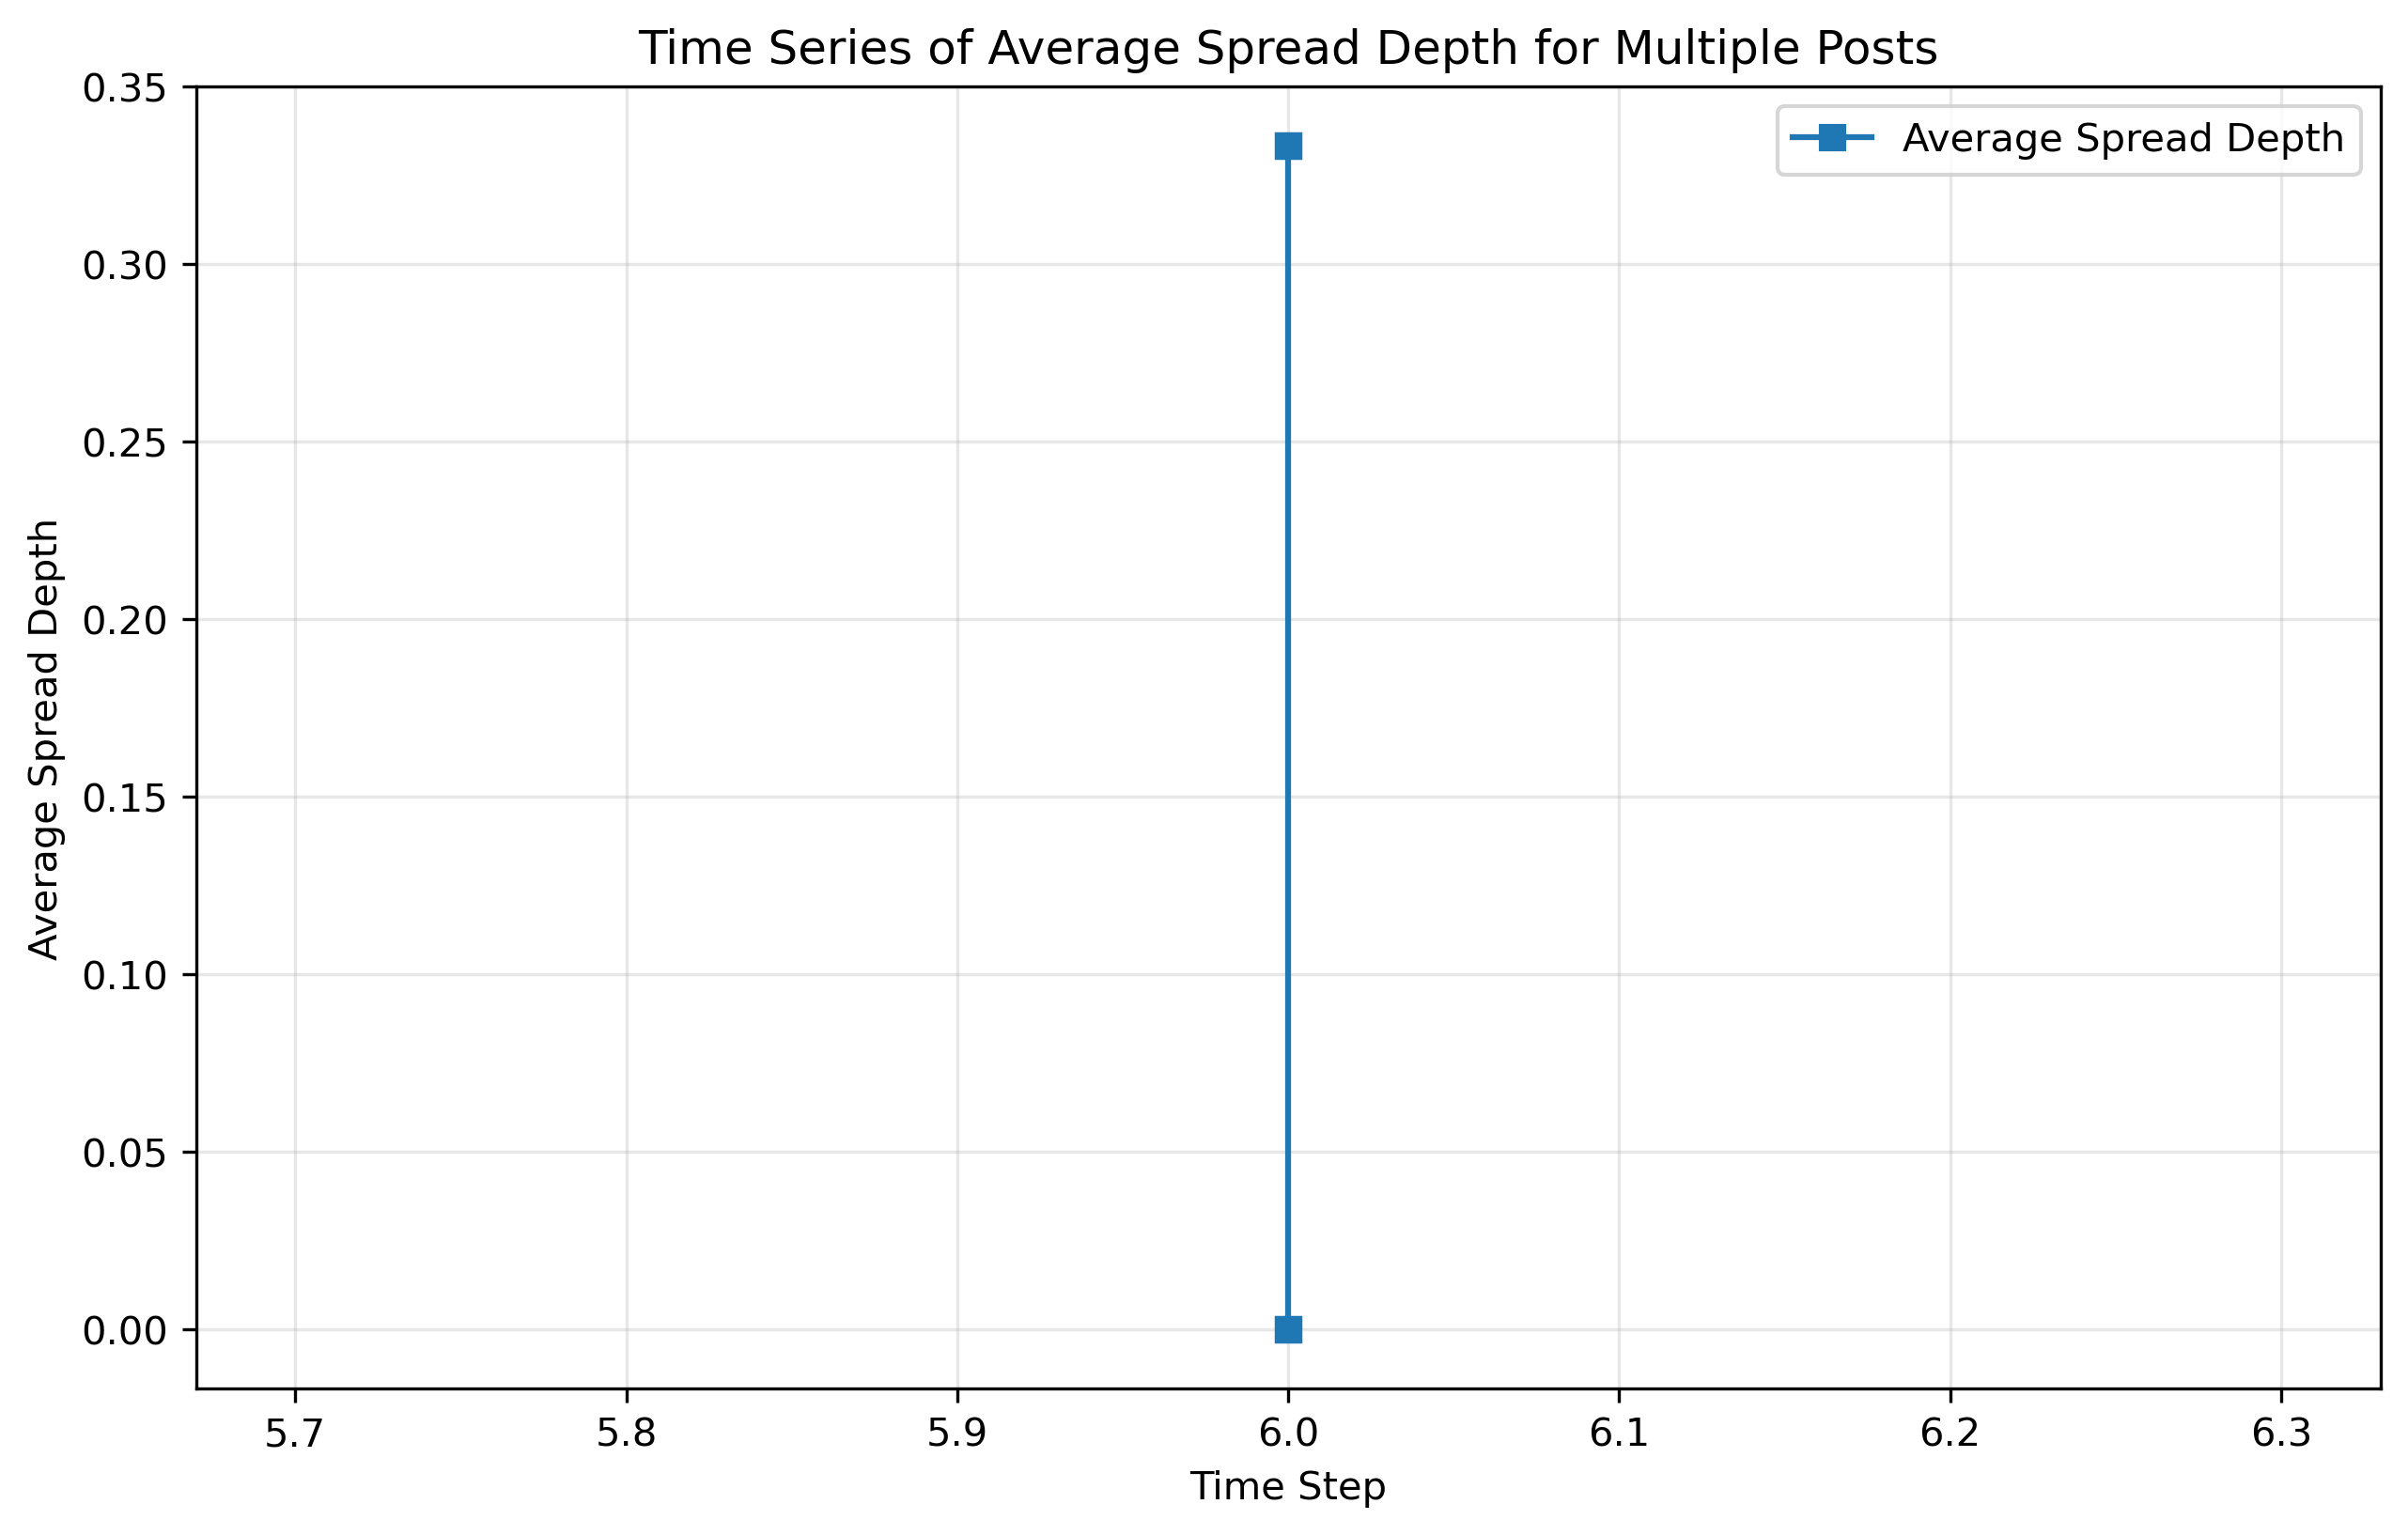 Time Series of Average Spread Depth for Multiple Posts
Average Spread Depth
0.35
0.30
0.25
0.20
0.15
0.10
0.05
0.00
Average Spread Depth
5.7 5.8 5.9 6.0 6.1 6.2 6.3
Time Step